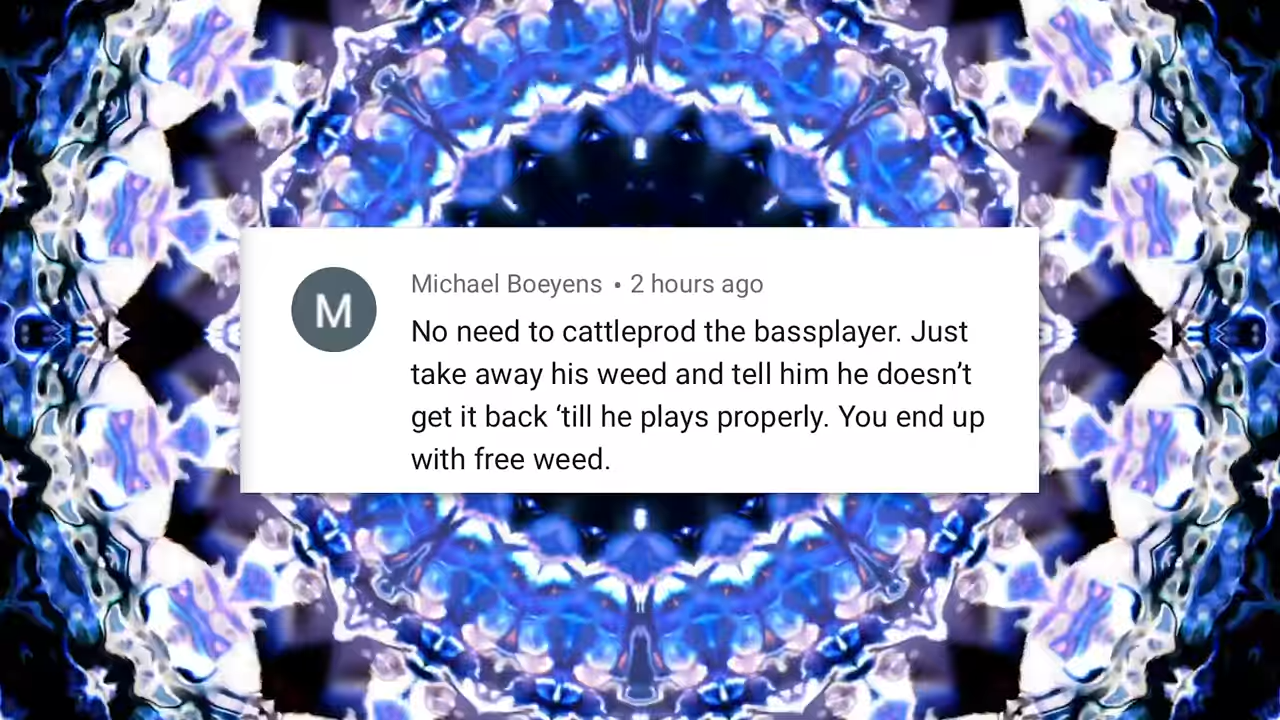 M
Michael Boeyens • 2 hours ago
No need to cattleprod the bassplayer. Just
take away his weed and tell him he doesn’t
get it back ‘till he plays properly. You end up
with free weed.